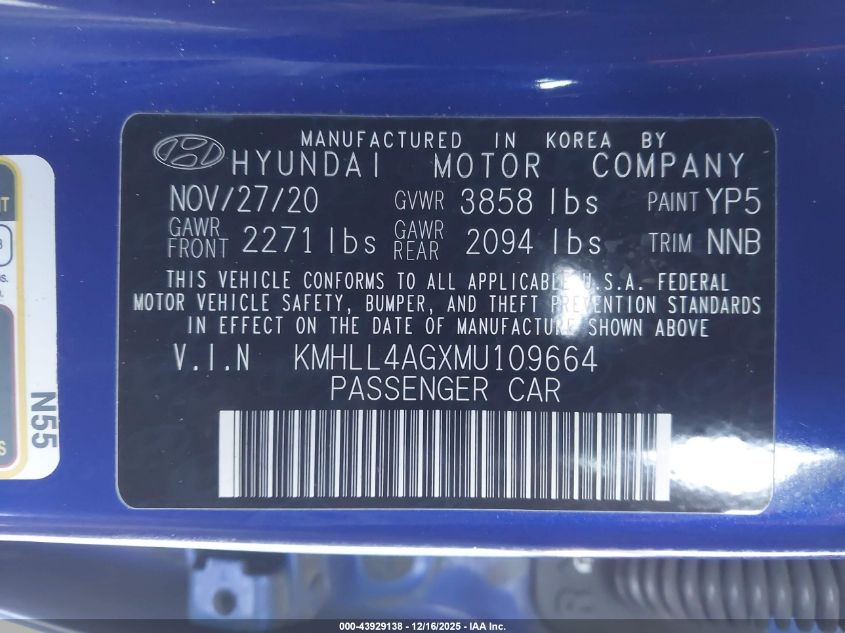 MANUFACTURED IN KOREA BY
HYUNDAI MOTOR COMPANY
NOV/27/20 GVWR 3858 lbs PAINT YP5
GAWR FRONT 2271 lbs GAWR REAR 2094 lbs TRIM NNB
THIS VEHICLE CONFORMS TO ALL APPLICABLE U.S.A. FEDERAL
MOTOR VEHICLE SAFETY, BUMPER, AND THEFT PREVENTION STANDARDS
IN EFFECT ON THE DATE OF MANUFACTURE SHOWN ABOVE
V.I.N KMHLL4AGXMU109664
PASSENGER CAR
N55
000-43929138 - 12/16/2025 - IAA Inc.